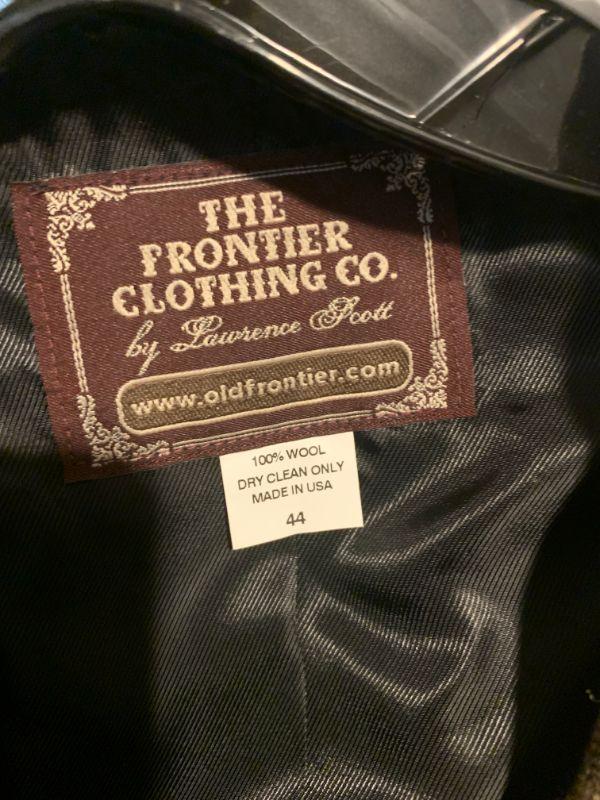 THE
FRONTIER
CLOTHING CO.
by Lawrence Scott
www.oldfrontier.com
100% WOOL
DRY CLEAN ONLY
MADE IN USA
44